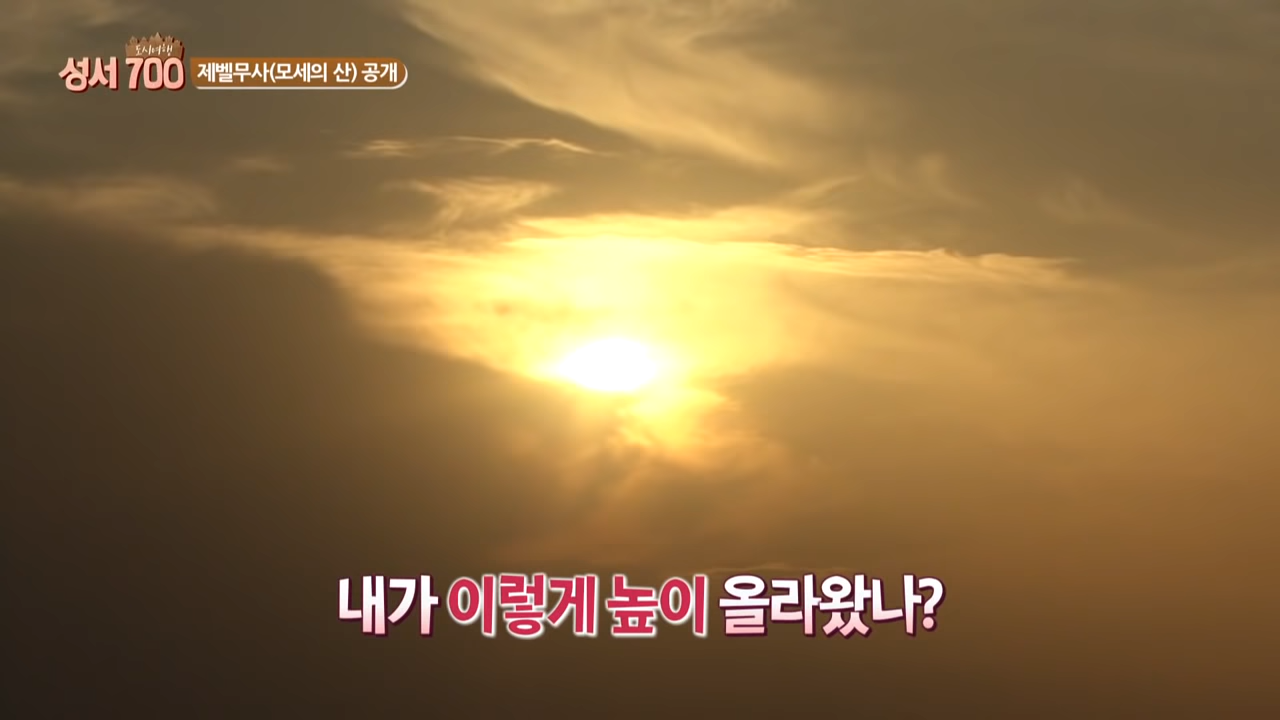 도시여행
성서 700
제벨무사(모세의 산) 공개
내가 이렇게 높이 올라왔나?